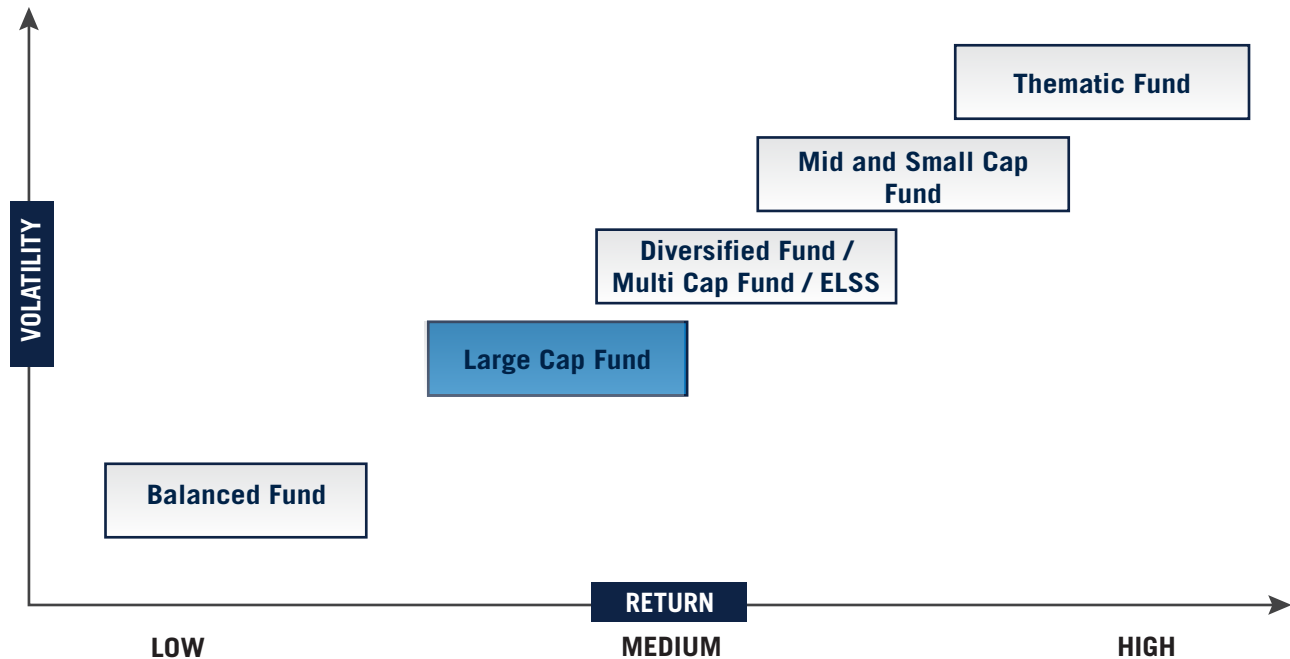 Thematic Fund
Mid and Small Cap
Fund
Diversified Fund /
Multi Cap Fund / ELSS
VOLATILITY
Large Cap Fund
Balanced Fund
RETURN
LOW
MEDIUM
HIGH